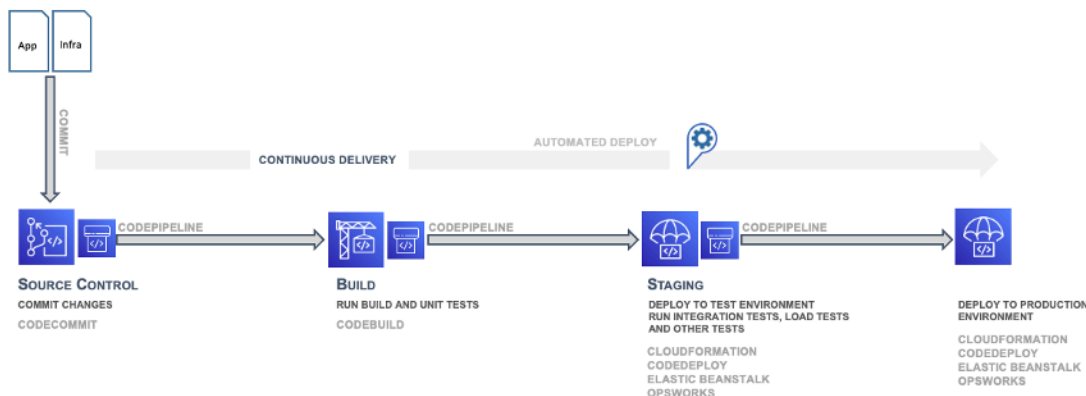 App
Infra
COMMIT
AUTOMATED DEPLOY
CONTINUOUS DELIVERY
CODEPIPELINE
CODEPIPELINE
CODEPIPELINE
SOURCE CONTROL
COMMIT CHANGES
CODECOMMIT
BUILD
RUN BUILD AND UNIT TESTS
CODEBUILD
STAGING
DEPLOY TO TEST ENVIRONMENT
RUN INTEGRATION TESTS, LOAD TESTS
AND OTHER TESTS
CLOUDFORMATION
CODEDEPLOY
ELASTIC BEANSTALK
OPSWORKS
DEPLOY TO PRODUCTION
ENVIRONMENT
CLOUDFORMATION
CODEDEPLOY
ELASTIC BEANSTALK
OPSWORKS